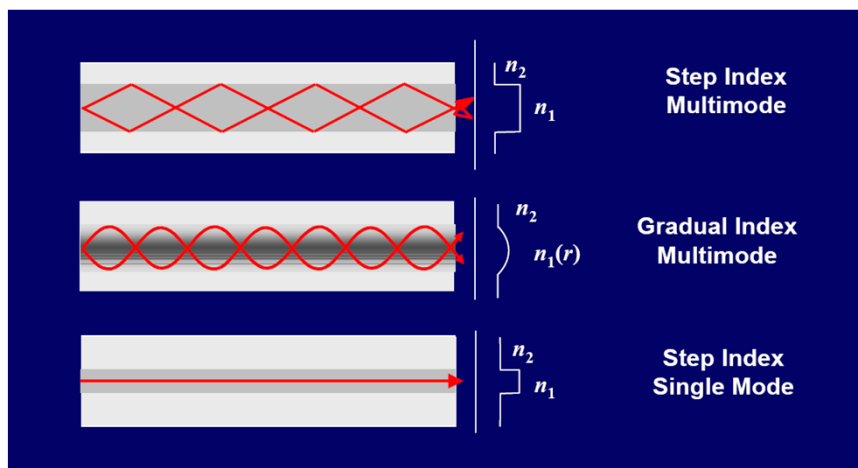 n₂
n₁
Step Index
Multimode
n₂
n₁(r)
Gradual Index
Multimode
n₂
n₁
Step Index
Single Mode